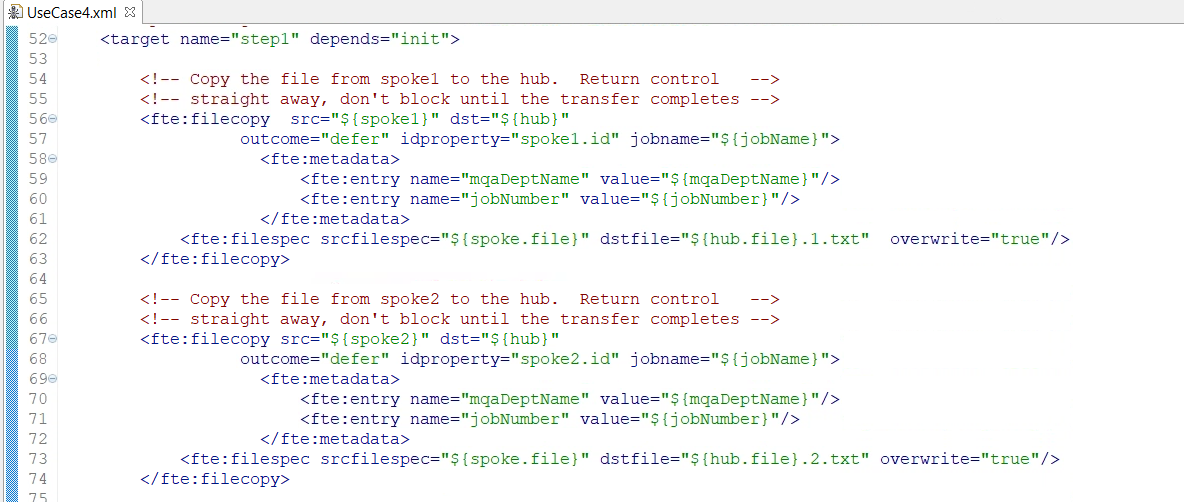 UseCase4.xml
52 <target name="step1" depends="init">
53
54 <!-- Copy the file from spoke1 to the hub.  Return control   -->
55 <!-- straight away, don't block until the transfer completes -->
56 <fte:filecopy  src="${spoke1}" dst="${hub}"
57 outcome="defer" idproperty="spoke1.id" jobname="${jobName}">
58 <fte:metadata>
59 <fte:entry name="mqaDeptName" value="${mqaDeptName}"/>
60 <fte:entry name="jobNumber" value="${jobNumber}"/>
61 </fte:metadata>
62 <fte:filespec srcfilespec="${spoke.file}" dstfile="${hub.file}.1.txt"  overwrite="true"/>
63 </fte:filecopy>
64
65 <!-- Copy the file from spoke2 to the hub.  Return control   -->
66 <!-- straight away, don't block until the transfer completes -->
67 <fte:filecopy src="${spoke2}" dst="${hub}"
68 outcome="defer" idproperty="spoke2.id" jobname="${jobName}">
69 <fte:metadata>
70 <fte:entry name="mqaDeptName" value="${mqaDeptName}"/>
71 <fte:entry name="jobNumber" value="${jobNumber}"/>
72 </fte:metadata>
73 <fte:filespec srcfilespec="${spoke.file}" dstfile="${hub.file}.2.txt" overwrite="true"/>
74 </fte:filecopy>
75